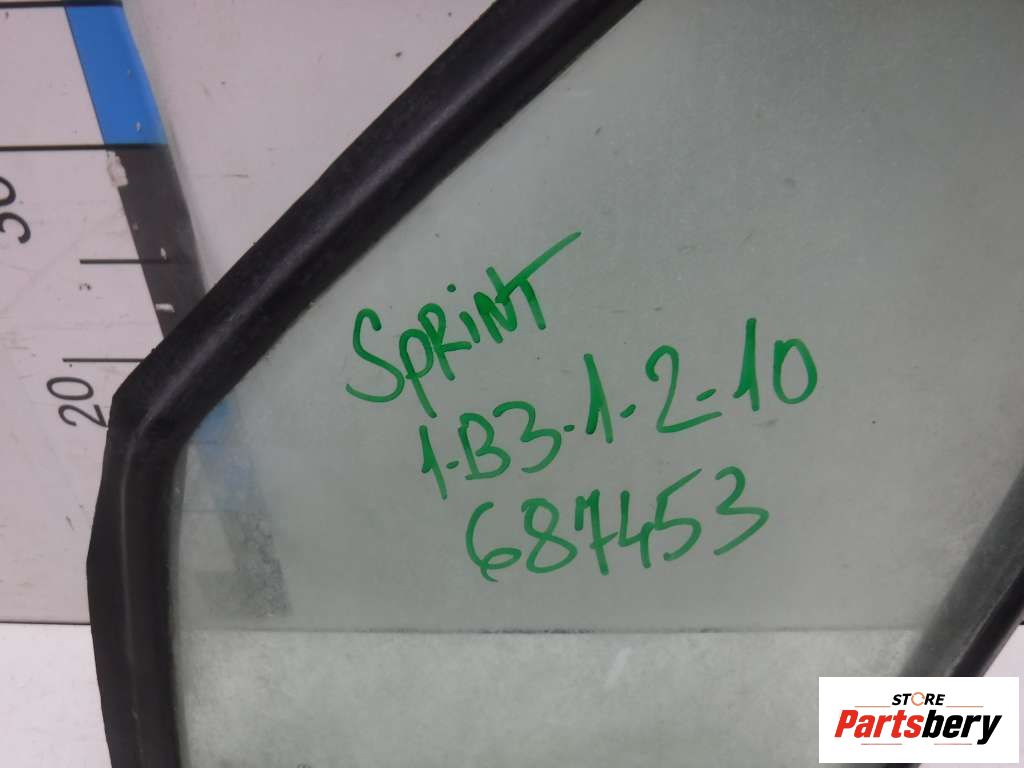 30
20
SPRINT
1-B3-1-2-10
687453
STORE
Partsbery